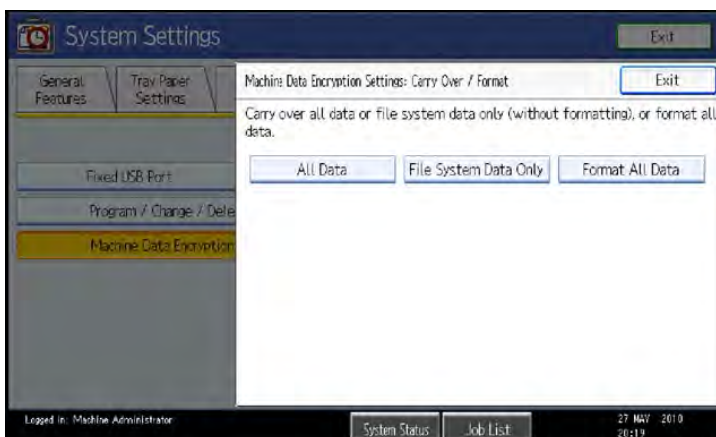 System Settings
Exit
General
Features
Tray Paper
Settings
Machine Data Encryption Settings: Carry Over / Format
Exit
Carry over all data or file system data only (without formatting), or format all
data.
All Data
File System Data Only
Format All Data
Fixed USB Port
Program / Change / Dele
Machine Data Encryption
Logged in: Machine Administrator
System Status
Job List
27 MAY 2010
20:19